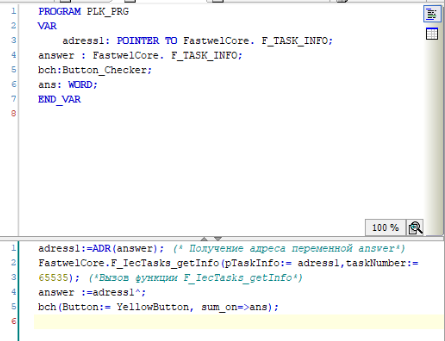 1 PROGRAM PLK_PRG
2 VAR
3 adress1: POINTER TO FastwelCore. F_TASK_INFO;
4 answer : FastwelCore. F_TASK_INFO;
5 bch:Button_Checker;
6 ans: WORD;
7 END_VAR
8
100 %
1 adress1:=ADR(answer); (* Получение адреса переменной answer*)
2 FastwelCore.F_IecTasks_getInfo(pTaskInfo:= adress1,taskNumber:=
3 65535); (*Вызов функции F_IecTasks_getInfo*)
4 answer :=adress1^;
5 bch(Button:= YellowButton, sum_on=>ans);
6